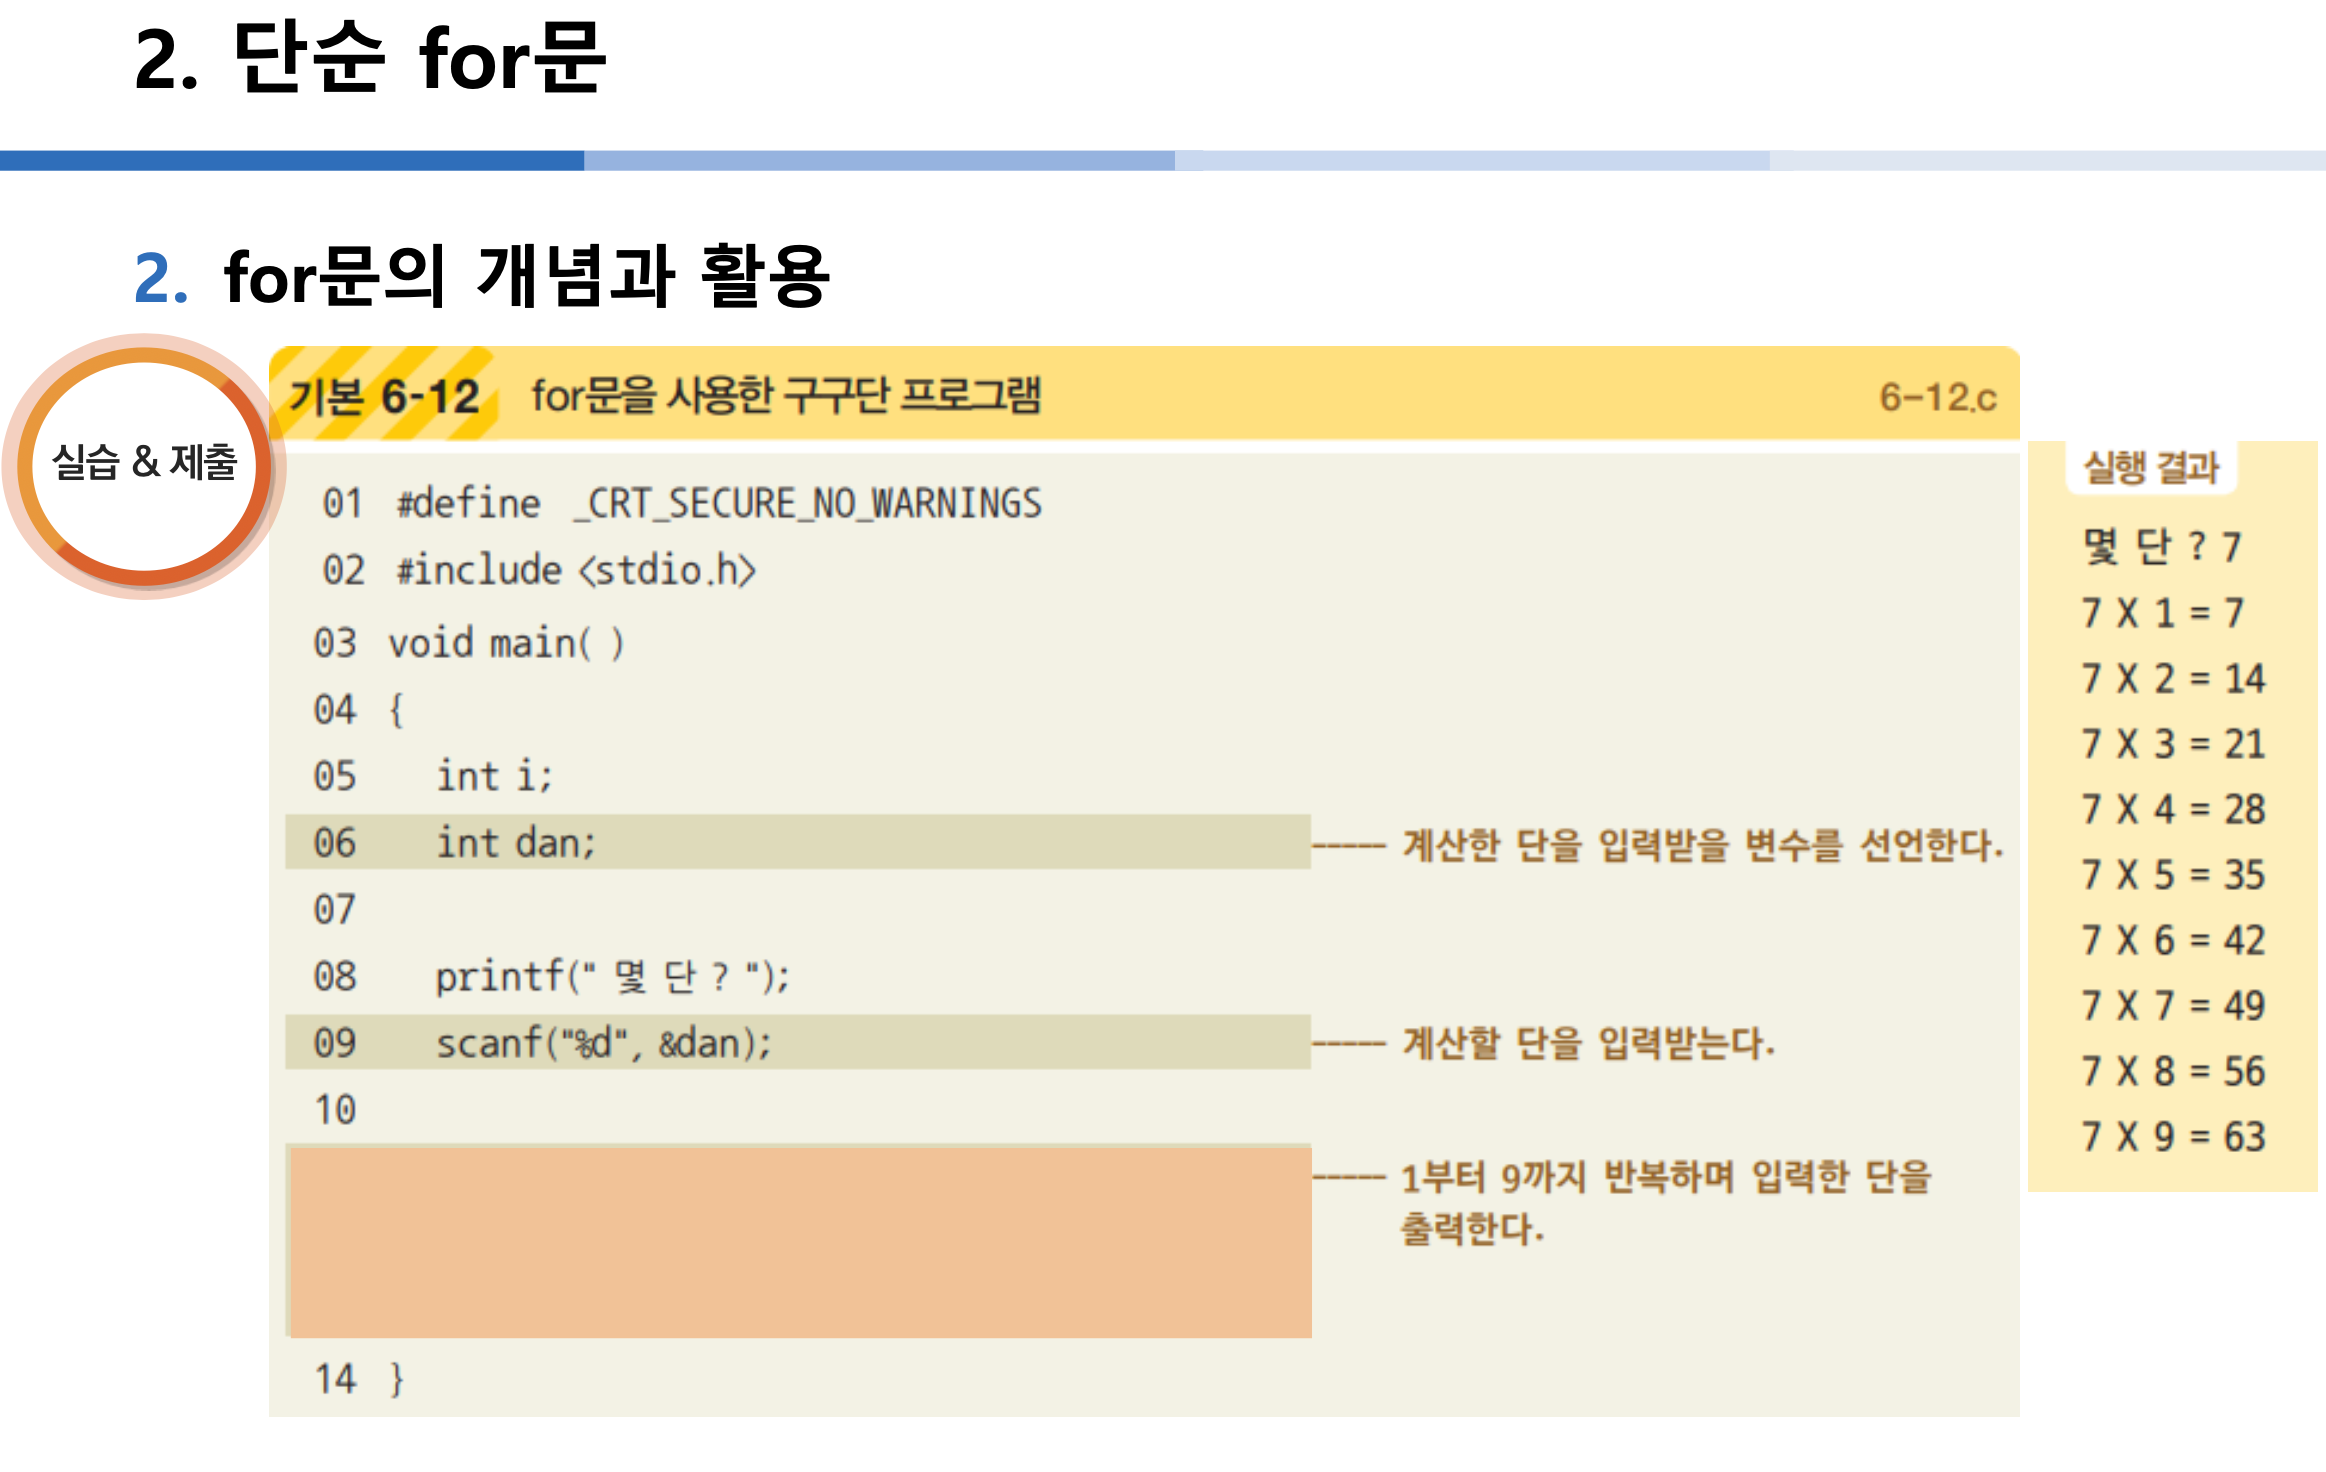 2. 단순 for문
2. for문의 개념과 활용
실습 & 제출
기본 6-12 for문을 사용한 구구단 프로그램 6-12.c
01 #define _CRT_SECURE_NO_WARNINGS
02 #include <stdio.h>
03 void main( )
04 {
05 int i;
06 int dan; ----- 계산한 단을 입력받을 변수를 선언한다.
07
08 printf(" 몇 단 ? ");
09 scanf("%d", &dan); ----- 계산할 단을 입력받는다.
10
----- 1부터 9까지 반복하며 입력한 단을
출력한다.
14 }
실행 결과
몇 단 ? 7
7 X 1 = 7
7 X 2 = 14
7 X 3 = 21
7 X 4 = 28
7 X 5 = 35
7 X 6 = 42
7 X 7 = 49
7 X 8 = 56
7 X 9 = 63